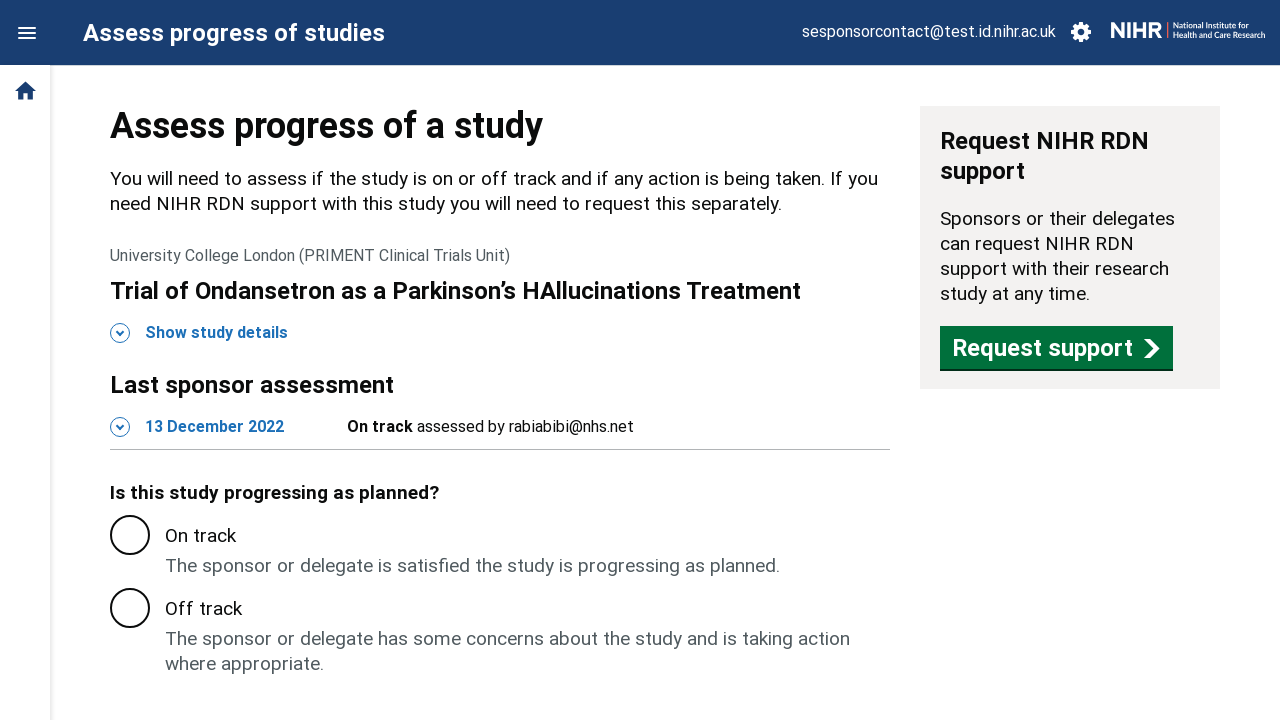 Assess progress of studies
sesponsorcontact@test.id.nihr.ac.uk
NIHR | National Institute for
Health and Care Research
Assess progress of a study
You will need to assess if the study is on or off track and if any action is being taken. If you
need NIHR RDN support with this study you will need to request this separately.
University College London (PRIMENT Clinical Trials Unit)
Trial of Ondansetron as a Parkinson’s HAllucinations Treatment
Show study details
Last sponsor assessment
13 December 2022 On track assessed by rabiabibi@nhs.net
Is this study progressing as planned?
On track
The sponsor or delegate is satisfied the study is progressing as planned.
Off track
The sponsor or delegate has some concerns about the study and is taking action
where appropriate.
Request NIHR RDN
support
Sponsors or their delegates
can request NIHR RDN
support with their research
study at any time.
Request support